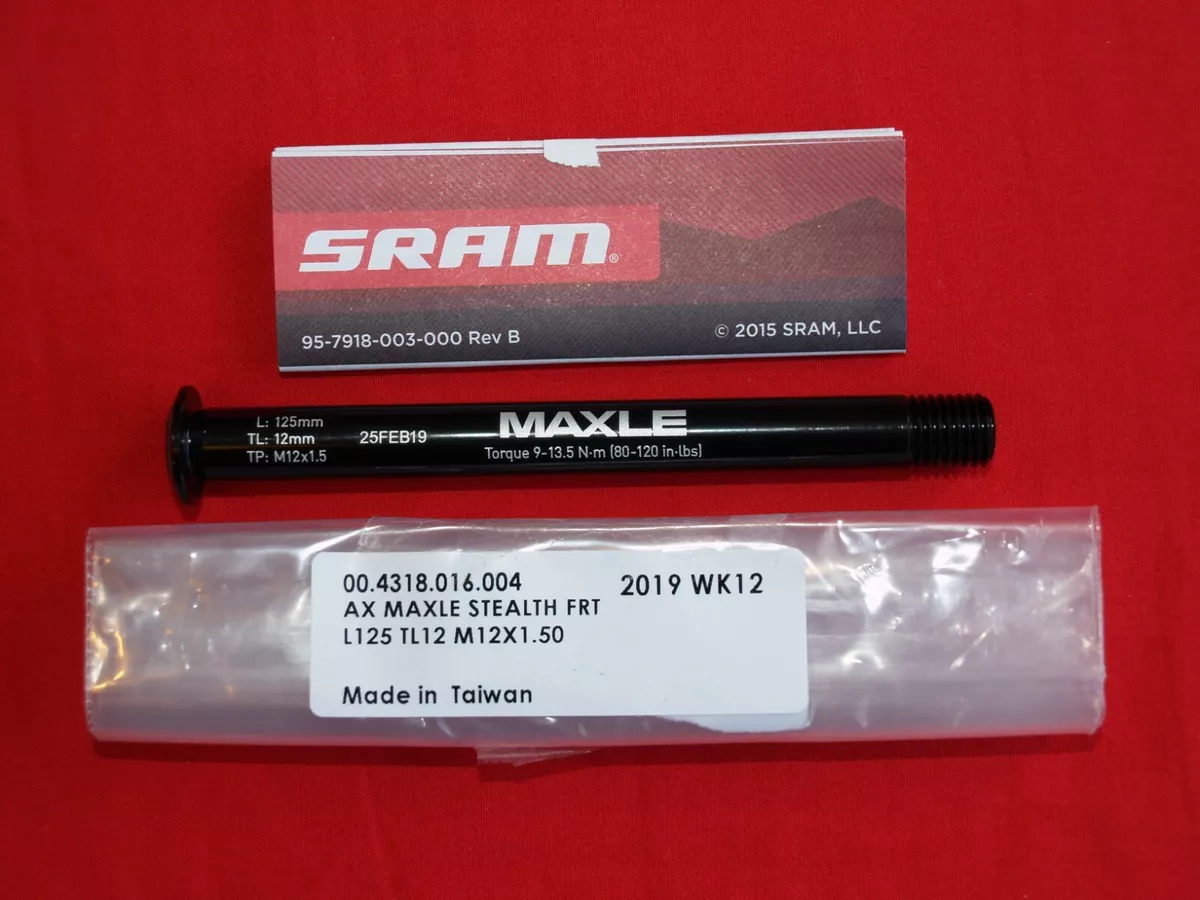 SRAM®
95-7918-003-000 Rev B
© 2015 SRAM, LLC
L: 125mm
TL: 12mm
TP: M12x1.5
25FEB19
MAXLE
Torque 9-13.5 N·m (80-120 in·lbs)
00.4318.016.004
2019 WK12
AX MAXLE STEALTH FRT
L125 TL12 M12X1.50
Made in Taiwan